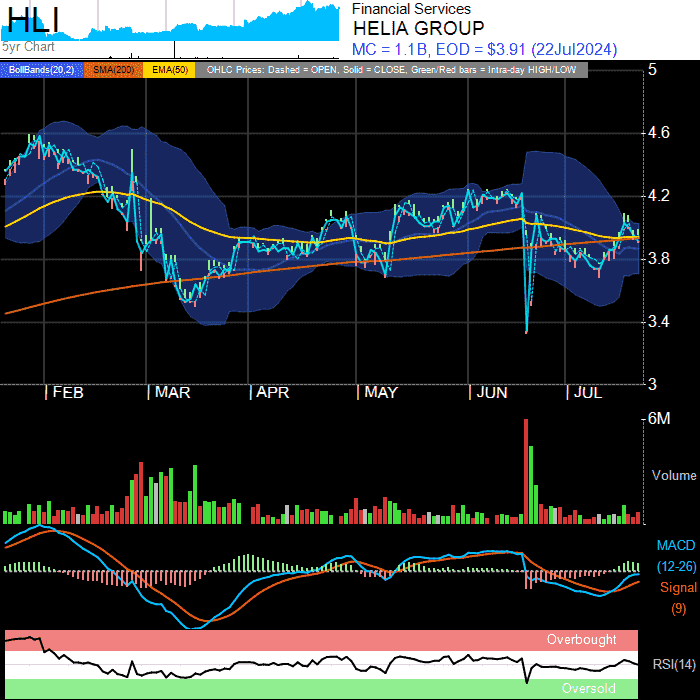 HLI
5yr Chart
Financial Services
HELIA GROUP
MC = 1.1B, EOD = $3.91 (22Jul2024)
BollBands(20,2) SMA(200) EMA(50) OHLC Prices: Dashed = OPEN, Solid = CLOSE, Green/Red bars = Intra-day HIGH/LOW
5
4.6
4.2
3.8
3.4
3
FEB MAR APR MAY JUN JUL
6M
Volume
MACD
(12-26)
Signal
(9)
Overbought
RSI(14)
Oversold